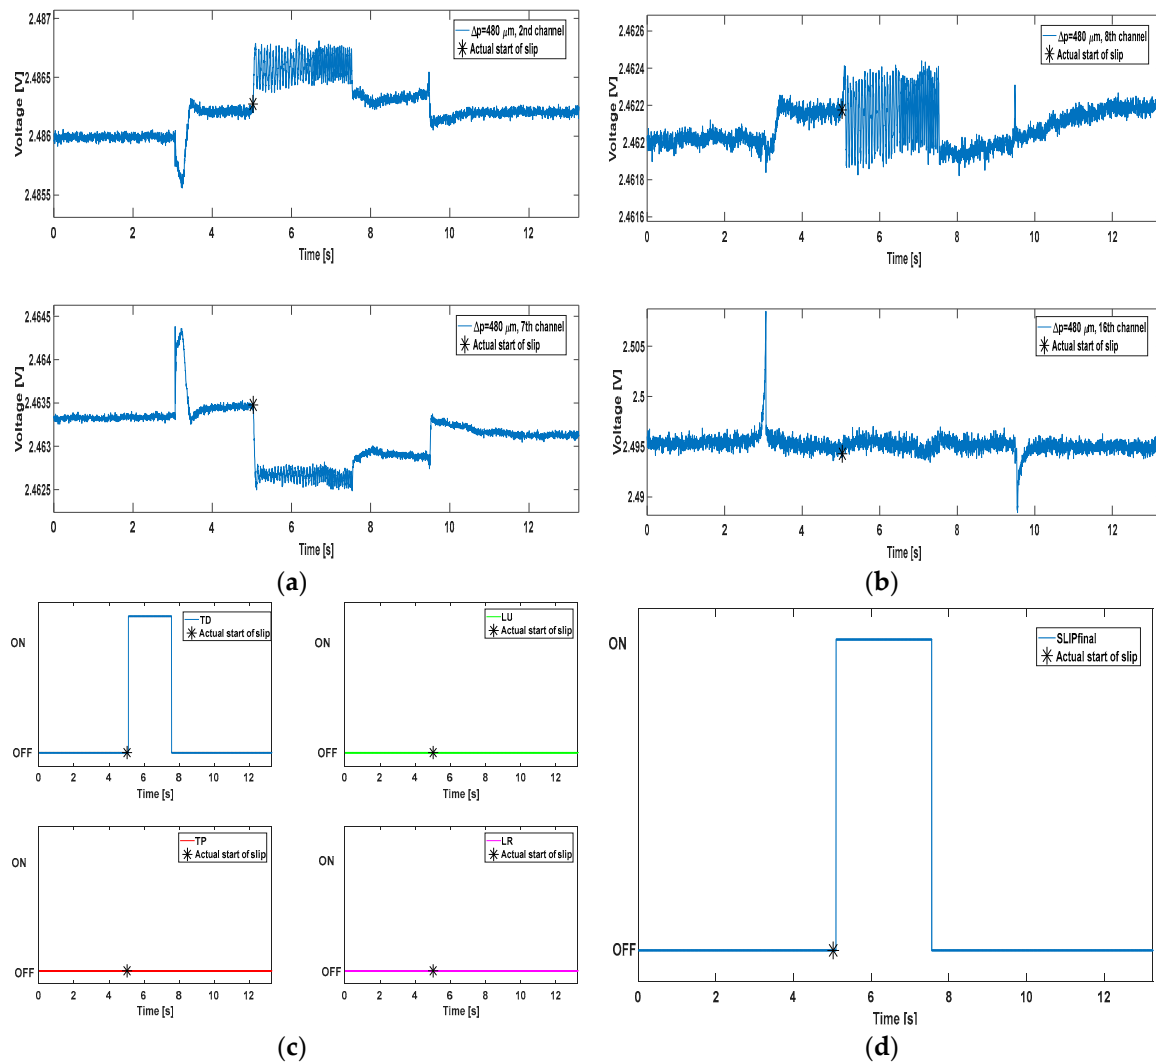 2.487
2.4865
2.486
2.4855
Voltage [V]
Δp=480 μm, 2nd channel
Actual start of slip
0 2 4 6 8 10 12
Time [s]
2.4626
2.4624
2.4622
2.462
2.4618
2.4616
Voltage [V]
Δp=480 μm, 8th channel
Actual start of slip
0 2 4 6 8 10 12
Time [s]
2.4645
2.464
2.4635
2.463
2.4625
Voltage [V]
Δp=480 μm, 7th channel
Actual start of slip
0 2 4 6 8 10 12
Time [s]
2.505
2.5
2.495
2.49
Voltage [V]
Δp=480 μm, 16th channel
Actual start of slip
0 2 4 6 8 10 12
Time [s]
(a)
(b)
ON
OFF
TD
Actual start of slip
0 2 4 6 8 10 12
Time [s]
ON
OFF
LU
Actual start of slip
0 2 4 6 8 10 12
Time [s]
ON
OFF
TP
Actual start of slip
0 2 4 6 8 10 12
Time [s]
ON
OFF
LR
Actual start of slip
0 2 4 6 8 10 12
Time [s]
ON
OFF
SLIPfinal
Actual start of slip
0 2 4 6 8 10 12
Time [s]
(c)
(d)